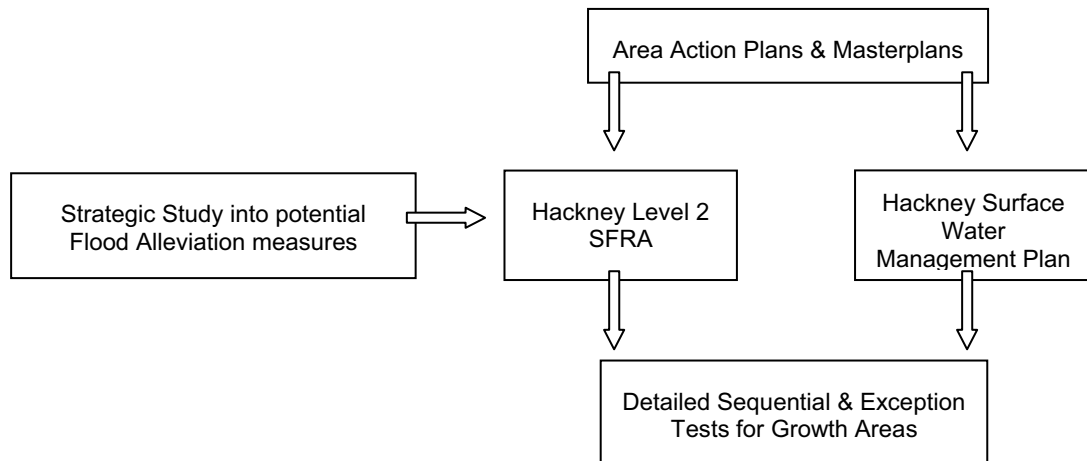 Area Action Plans & Masterplans
Strategic Study into potential
Flood Alleviation measures
Hackney Level 2
SFRA
Hackney Surface
Water
Management Plan
Detailed Sequential & Exception
Tests for Growth Areas